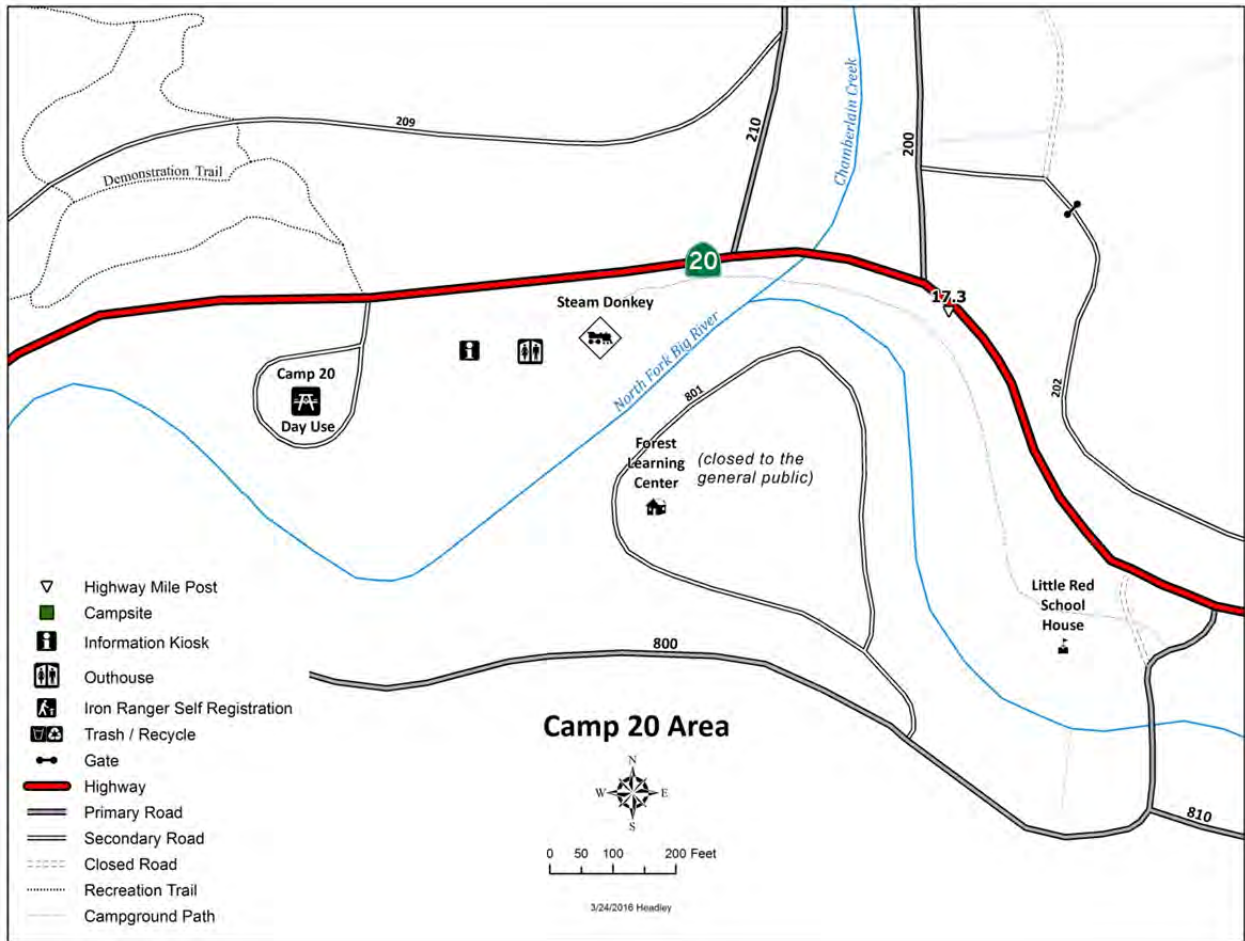 209
210
Chamberlain Creek
200
Demonstration Trail
20
17.3
Steam Donkey
North Fork Big River
Camp 20
Day Use
801
202
Forest
Learning
Center
(closed to the
general public)
Little Red
School
House
800
810
Highway Mile Post
Campsite
Information Kiosk
Outhouse
Iron Ranger Self Registration
Trash / Recycle
Gate
Highway
Primary Road
Secondary Road
Closed Road
Recreation Trail
Campground Path
Camp 20 Area
N
W E
S
0 50 100 200 Feet
3/24/2016 Headley